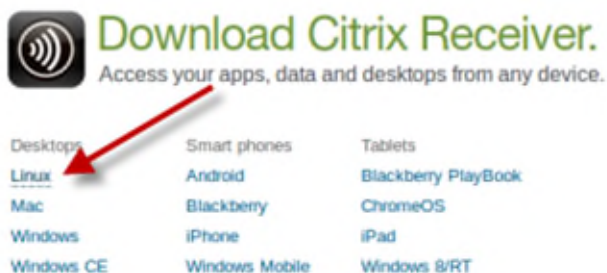 Download Citrix Receiver.
Access your apps, data and desktops from any device.
Desktops Smart phones Tablets
Linux Android Blackberry PlayBook
Mac Blackberry ChromeOS
Windows iPhone iPad
Windows CE Windows Mobile Windows 8/RT